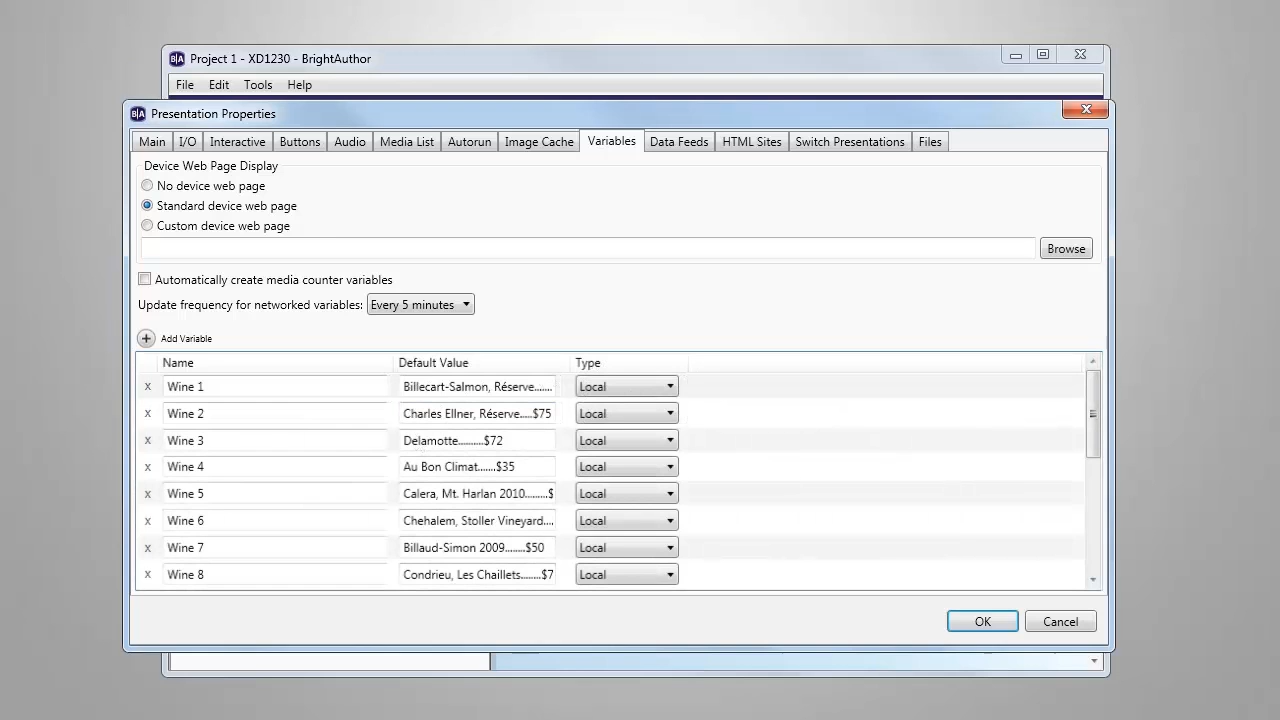 B|A Project 1 - XD1230 - BrightAuthor
File Edit Tools Help
B|A Presentation Properties
Main I/O Interactive Buttons Audio Media List Autorun Image Cache Variables Data Feeds HTML Sites Switch Presentations Files
Device Web Page Display
No device web page
Standard device web page
Custom device web page
Browse
Automatically create media counter variables
Update frequency for networked variables: Every 5 minutes
Add Variable
Name Default Value Type
x Wine 1 Billecart-Salmon, Réserve....... Local
x Wine 2 Charles Ellner, Réserve.....$75 Local
x Wine 3 Delamotte..........$72 Local
x Wine 4 Au Bon Climat.......$35 Local
x Wine 5 Calera, Mt. Harlan 2010.........$ Local
x Wine 6 Chehalem, Stoller Vineyard.... Local
x Wine 7 Billaud-Simon 2009........$50 Local
x Wine 8 Condrieu, Les Chaillets........$7 Local
OK Cancel